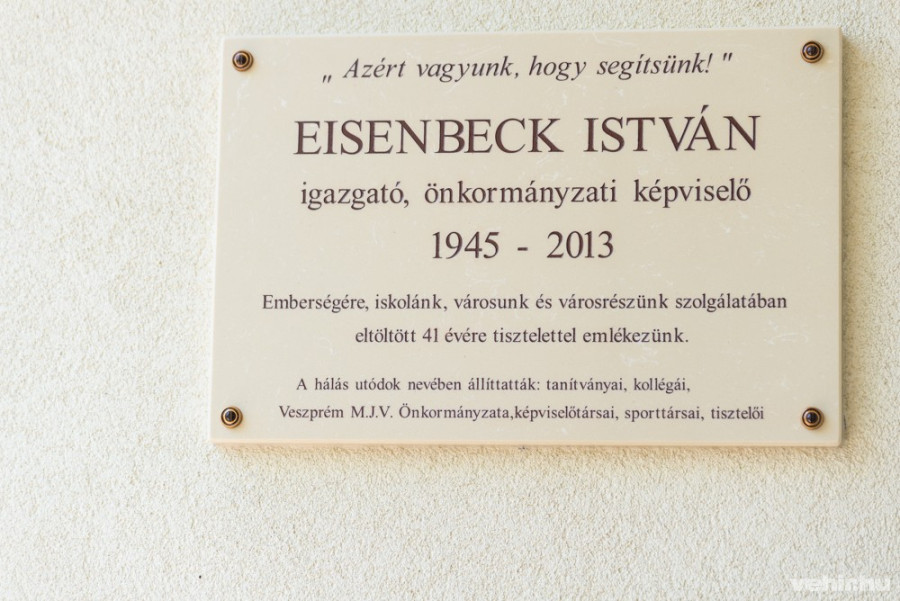 „ Azért vagyunk, hogy segítsünk! "
EISENBECK ISTVÁN
igazgató, önkormányzati képviselő
1945 - 2013
Emberségére, iskolánk, városunk és városrészünk szolgálatában
eltöltött 41 évére tisztelettel emlékezünk.
A hálás utódok nevében állíttatták: tanítványai, kollégái,
Veszprém M.J.V. Önkormányzata,képviselőtársai, sporttársai, tisztelői
vehir.hu